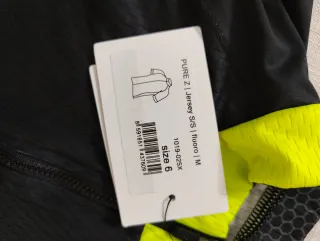 PURE Z | Jersey S/S | fluoro | M
1019-025X
size 6